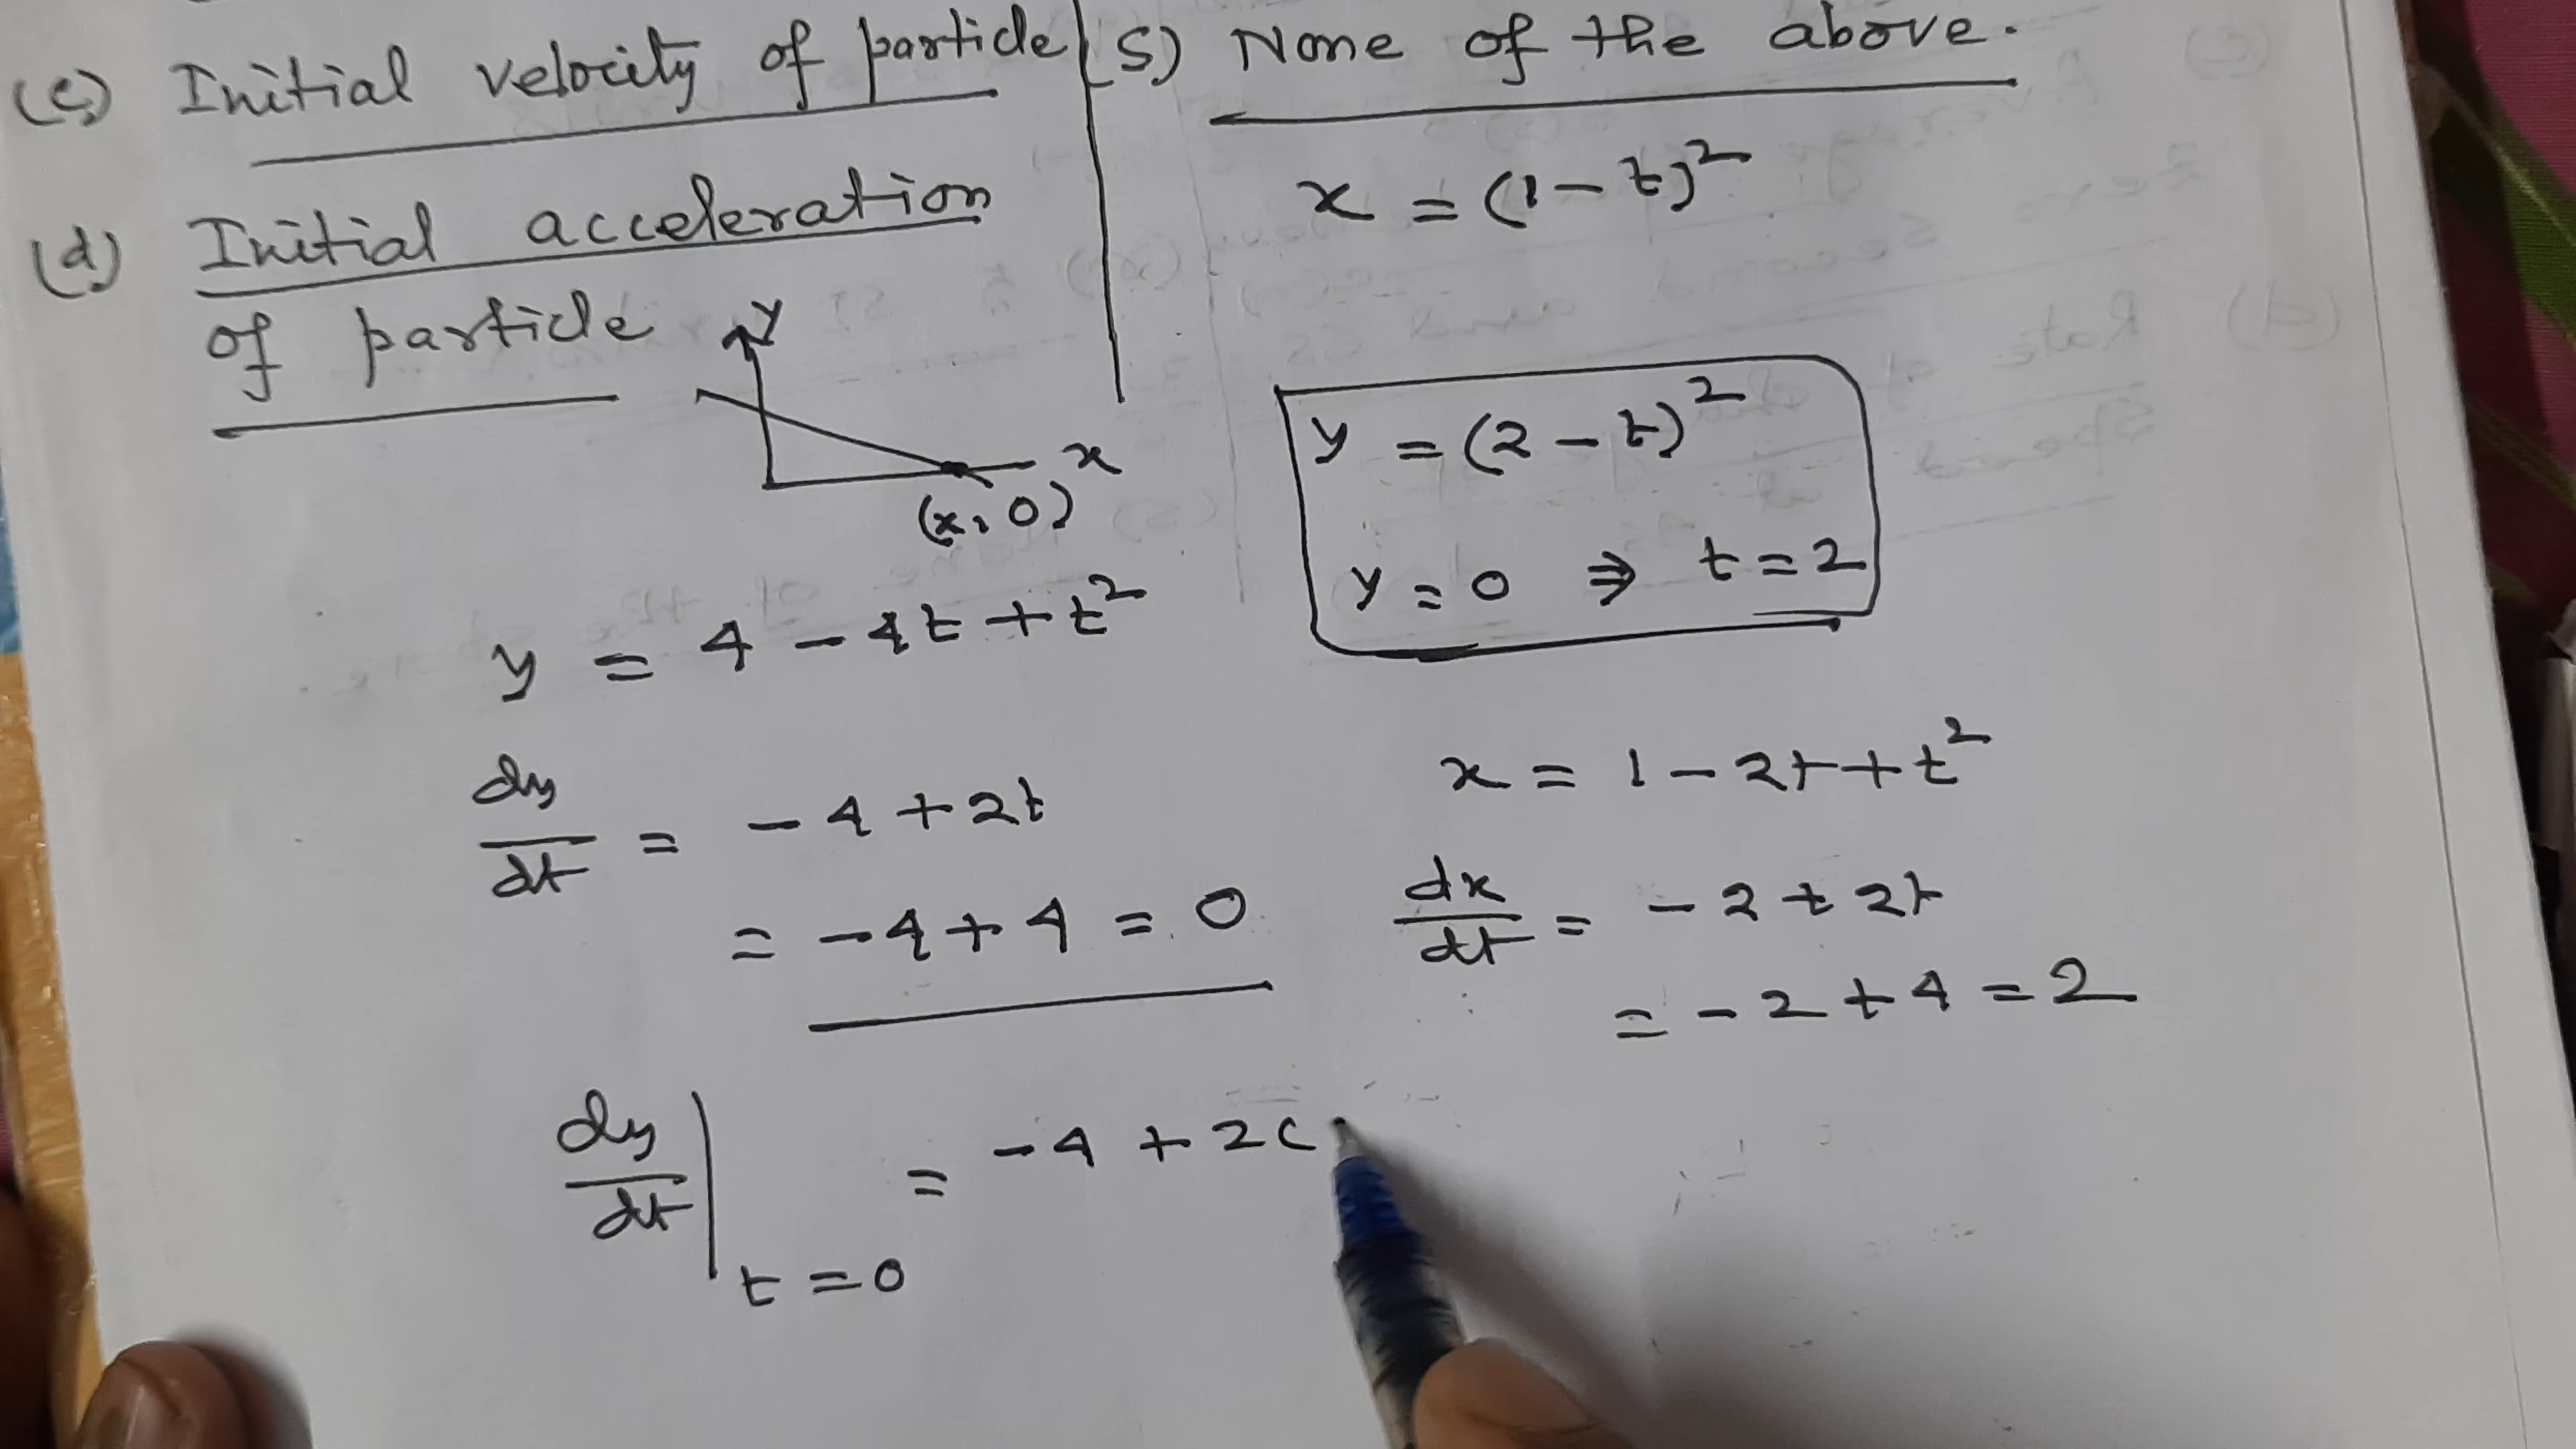 (c) Initial velocity of particle
(d) Initial acceleration
of particle
(S) None of the above.
x = (1 - t)²
y
x
(x, 0)
y = (2 - t)²
y = 0 ⇒ t = 2
y = 4 - 4t + t²
dy/dt = -4 + 2t
= -4 + 4 = 0
x = 1 - 2t + t²
dx/dt = -2 + 2t
= -2 + 4 = 2
dy/dt |t = 0 = -4 + 2(